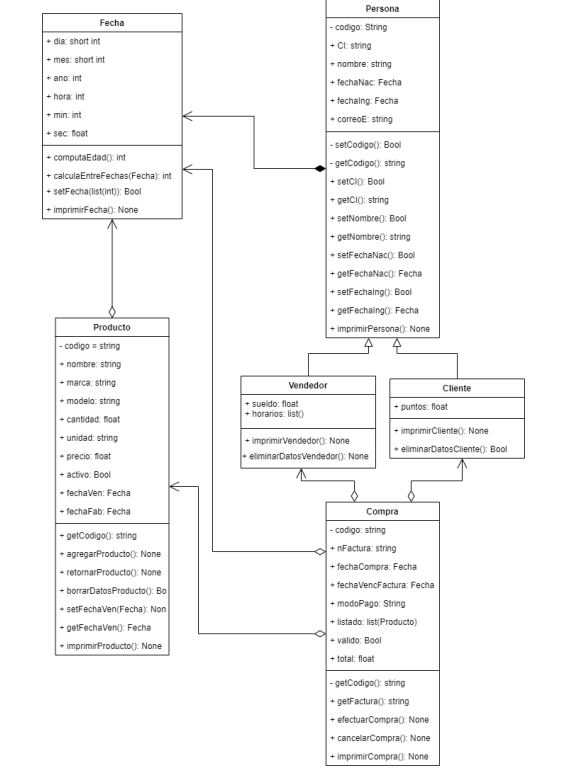 Fecha
+ dia: short int
+ mes: short int
+ ano: int
+ hora: int
+ min: int
+ sec: float
+ computaEdad(): int
+ calculaEntreFechas(Fecha): int
+ setFecha(list(int)): Bool
+ imprimirFecha(): None
Persona
- codigo: String
+ CI: string
+ nombre: string
+ fechaNac: Fecha
+ fechaIng: Fecha
+ correoE: string
- setCodigo(): Bool
- getCodigo(): string
+ setCI(): Bool
+ getCI(): string
+ setNombre(): Bool
+ getNombre(): string
+ setFechaNac(): Bool
+ getFechaNac(): Fecha
+ setFechaIng(): Bool
+ getFechaIng(): Fecha
+ imprimirPersona(): None
Producto
- codigo = string
+ nombre: string
+ marca: string
+ modelo: string
+ cantidad: float
+ unidad: string
+ precio: float
+ activo: Bool
+ fechaVen: Fecha
+ fechaFab: Fecha
+ getCodigo(): string
+ agregarProducto(): None
+ retornarProducto(): None
+ borrarDatosProducto(): Bo
+ setFechaVen(Fecha): Non
+ getFechaVen(): Fecha
+ imprimirProducto(): None
Vendedor
+ sueldo: float
+ horarios: list()
+ imprimirVendedor(): None
+ eliminarDatosVendedor(): None
Cliente
+ puntos: float
+ imprimirCliente(): None
+ eliminarDatosCliente(): Bool
Compra
- codigo: string
+ nFactura: string
+ fechaCompra: Fecha
+ fechaVencFactura: Fecha
+ modoPago: String
+ listado: list(Producto)
+ valido: Bool
+ total: float
- getCodigo(): string
+ getFactura(): string
+ efectuarCompra(): None
+ cancelarCompra(): None
+ imprimirCompra(): None